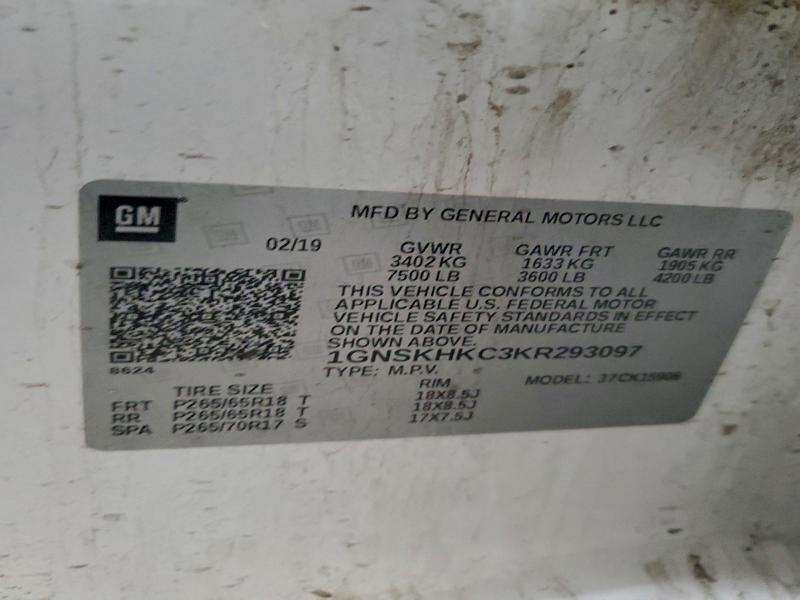 GM
MFD BY GENERAL MOTORS LLC
02/19 GVWR GAWR FRT GAWR RR
3402 KG 1633 KG 1905 KG
7500 LB 3600 LB 4200 LB
THIS VEHICLE CONFORMS TO ALL
APPLICABLE U.S. FEDERAL MOTOR
VEHICLE SAFETY STANDARDS IN EFFECT
ON THE DATE OF MANUFACTURE
SHOWN ABOVE.
1GNSKHKC3KR293097
8624
TYPE: M.P.V. MODEL: 37CK15906
TIRE SIZE RIM
FRT P265/65R18 T 18X8.5J
RR P265/65R18 T 18X8.5J
SPA P265/70R17 S 17X7.5J